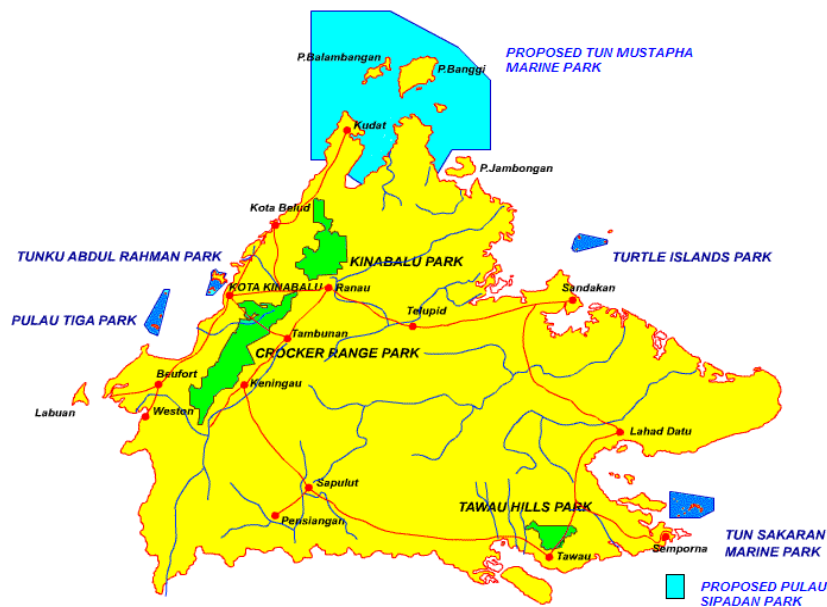 P.Balambangan
P.Banggi
PROPOSED TUN MUSTAPHA
MARINE PARK
Kudat
P.Jambongan
Kota Belud
TUNKU ABDUL RAHMAN PARK
KINABALU PARK
TURTLE ISLANDS PARK
KOTA KINABALU
Ranau
Sandakan
PULAU TIGA PARK
Telupid
Tambunan
CROCKER RANGE PARK
Beufort
Keningau
Labuan
Weston
Lahad Datu
Sapulut
TAWAU HILLS PARK
Pensiangan
TUN SAKARAN
MARINE PARK
Semporna
Tawau
PROPOSED PULAU
SIPADAN PARK